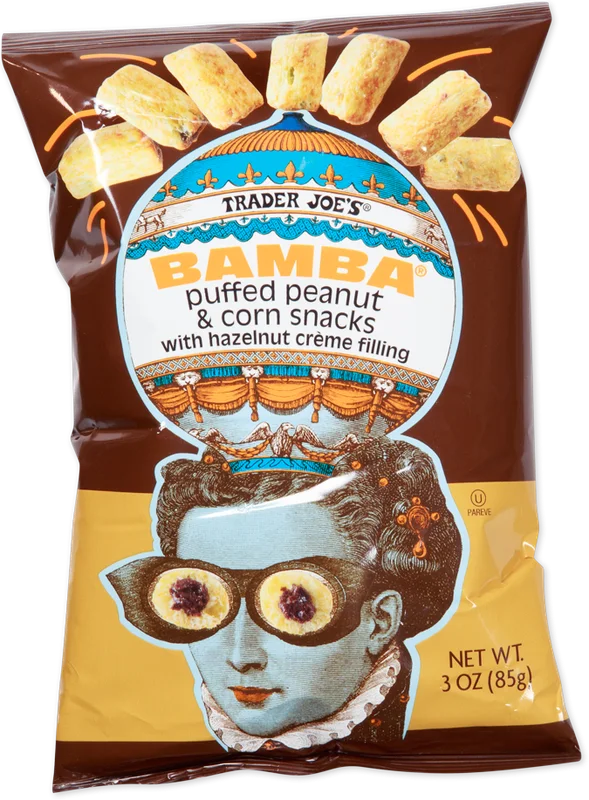 TRADER JOE'S®
BAMBA®
puffed peanut
& corn snacks
with hazelnut crème filling
U
PAREVE
NET WT.
3 OZ (85g)